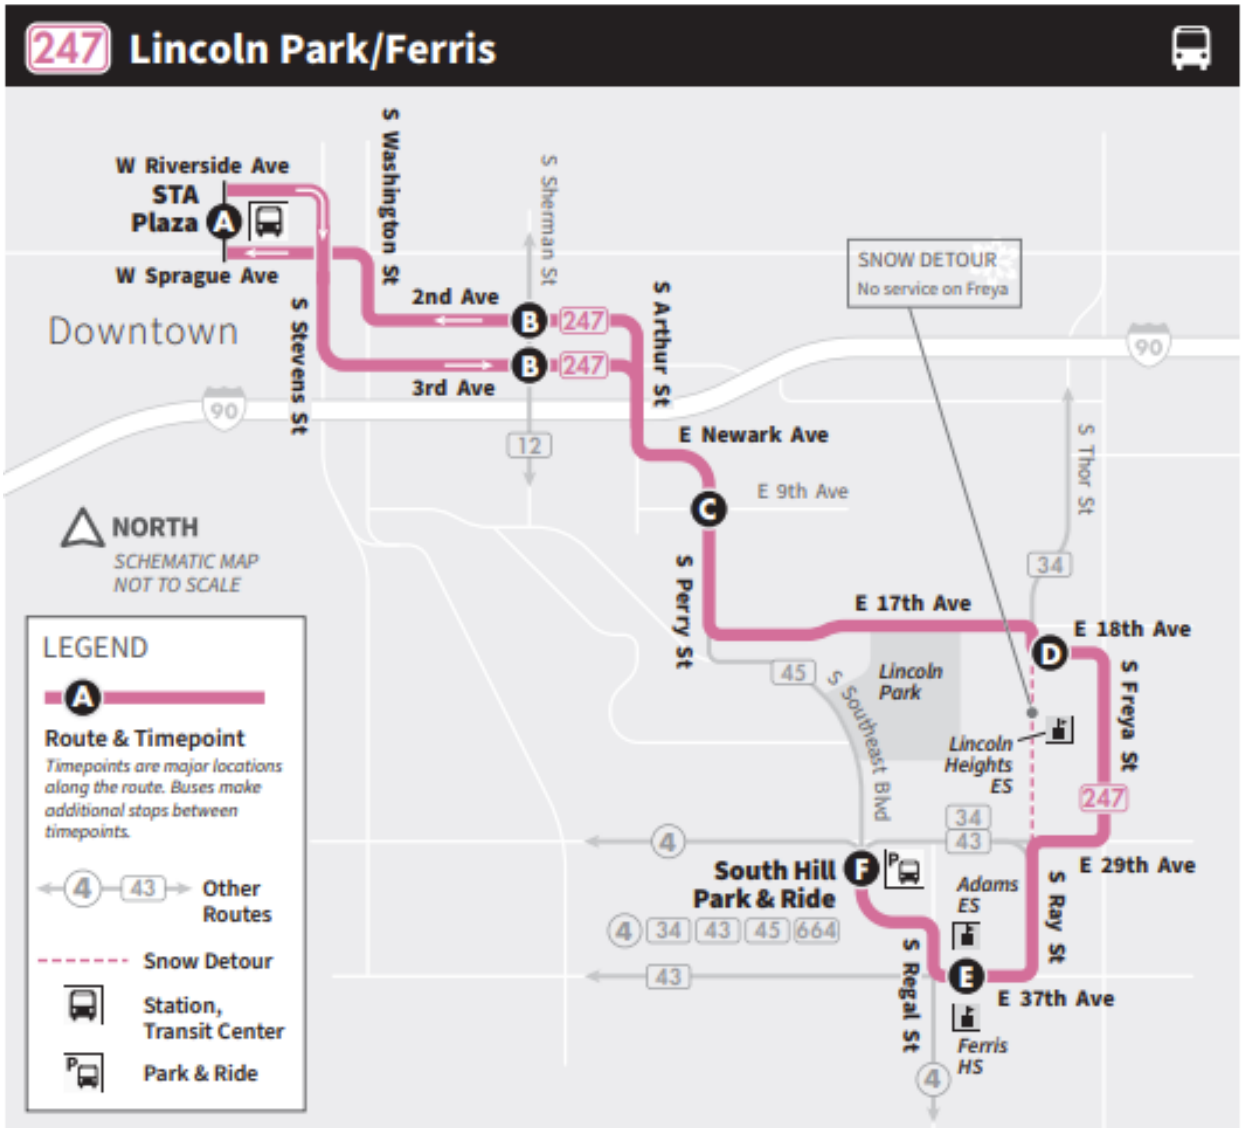 247 Lincoln Park/Ferris
W Riverside Ave
STA
Plaza
A
W Sprague Ave
S Washington St
S Sherman St
Downtown
S Stevens St
2nd Ave
B
247
3rd Ave
B
247
S Arthur St
SNOW DETOUR
No service on Freya
90
90
12
E Newark Ave
E 9th Ave
C
S Thor St
34
NORTH
SCHEMATIC MAP
NOT TO SCALE
S Perry St
E 17th Ave
E 18th Ave
D
45
S Southeast Blvd
Lincoln
Park
S Freya St
Lincoln
Heights
ES
247
34
43
4
E 29th Ave
South Hill
Park & Ride
F
P
4 34 43 45 664
Adams
ES
S Ray St
43
S Regal St
E
E 37th Ave
Ferris
HS
4
LEGEND
A
Route & Timepoint
Timepoints are major locations
along the route. Buses make
additional stops between
timepoints.
4 43 Other
Routes
Snow Detour
Station,
Transit Center
P
Park & Ride